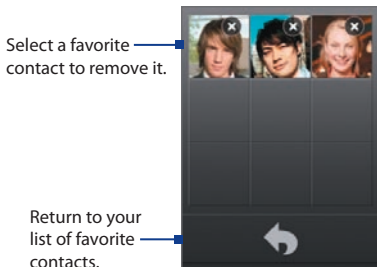 Select a favorite
contact to remove it.
Return to your
list of favorite
contacts.